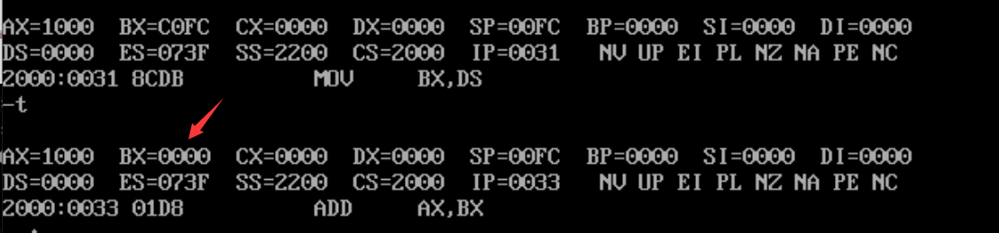 AX=1000 BX=C0FC CX=0000 DX=0000 SP=00FC BP=0000 SI=0000 DI=0000
DS=0000 ES=073F SS=2200 CS=2000 IP=0031 NV UP EI PL NZ NA PE NC
2000:0031 8CDB MOV BX,DS
-t
AX=1000 BX=0000 CX=0000 DX=0000 SP=00FC BP=0000 SI=0000 DI=0000
DS=0000 ES=073F SS=2200 CS=2000 IP=0033 NV UP EI PL NZ NA PE NC
2000:0033 01D8 ADD AX,BX